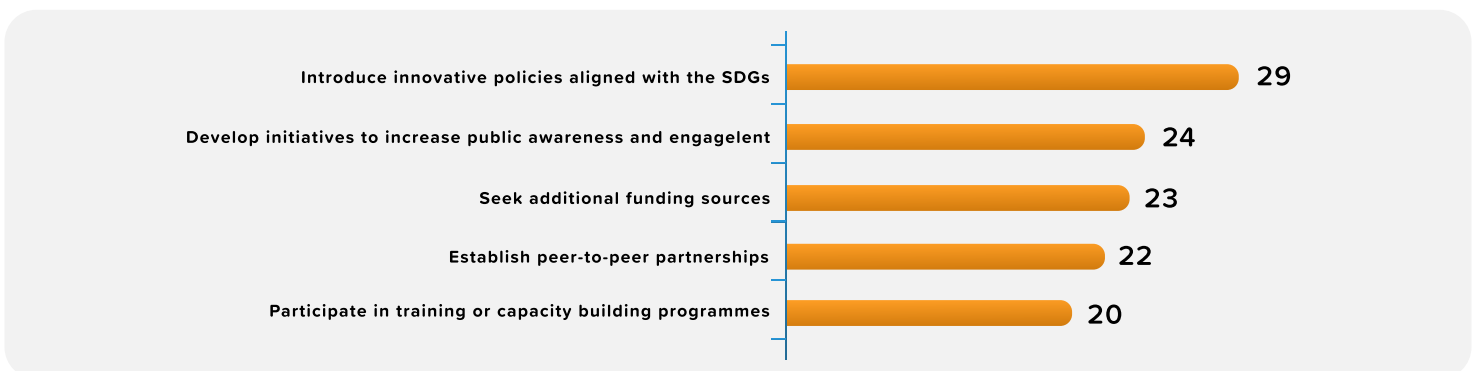 Introduce innovative policies aligned with the SDGs 29
Develop initiatives to increase public awareness and engagelent 24
Seek additional funding sources 23
Establish peer-to-peer partnerships 22
Participate in training or capacity building programmes 20